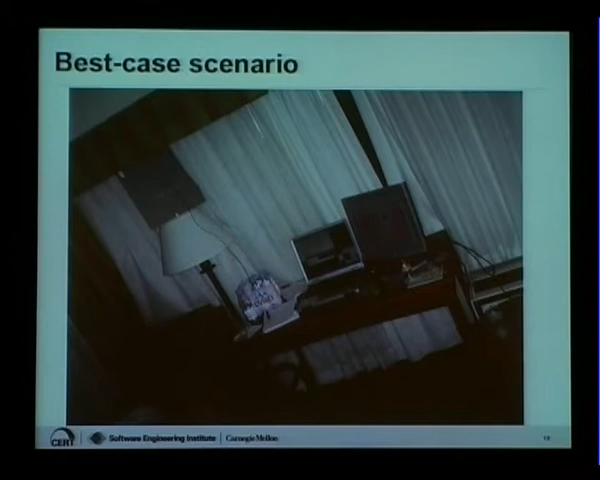 Best-case scenario
CERT
Software Engineering Institute
Carnegie Mellon